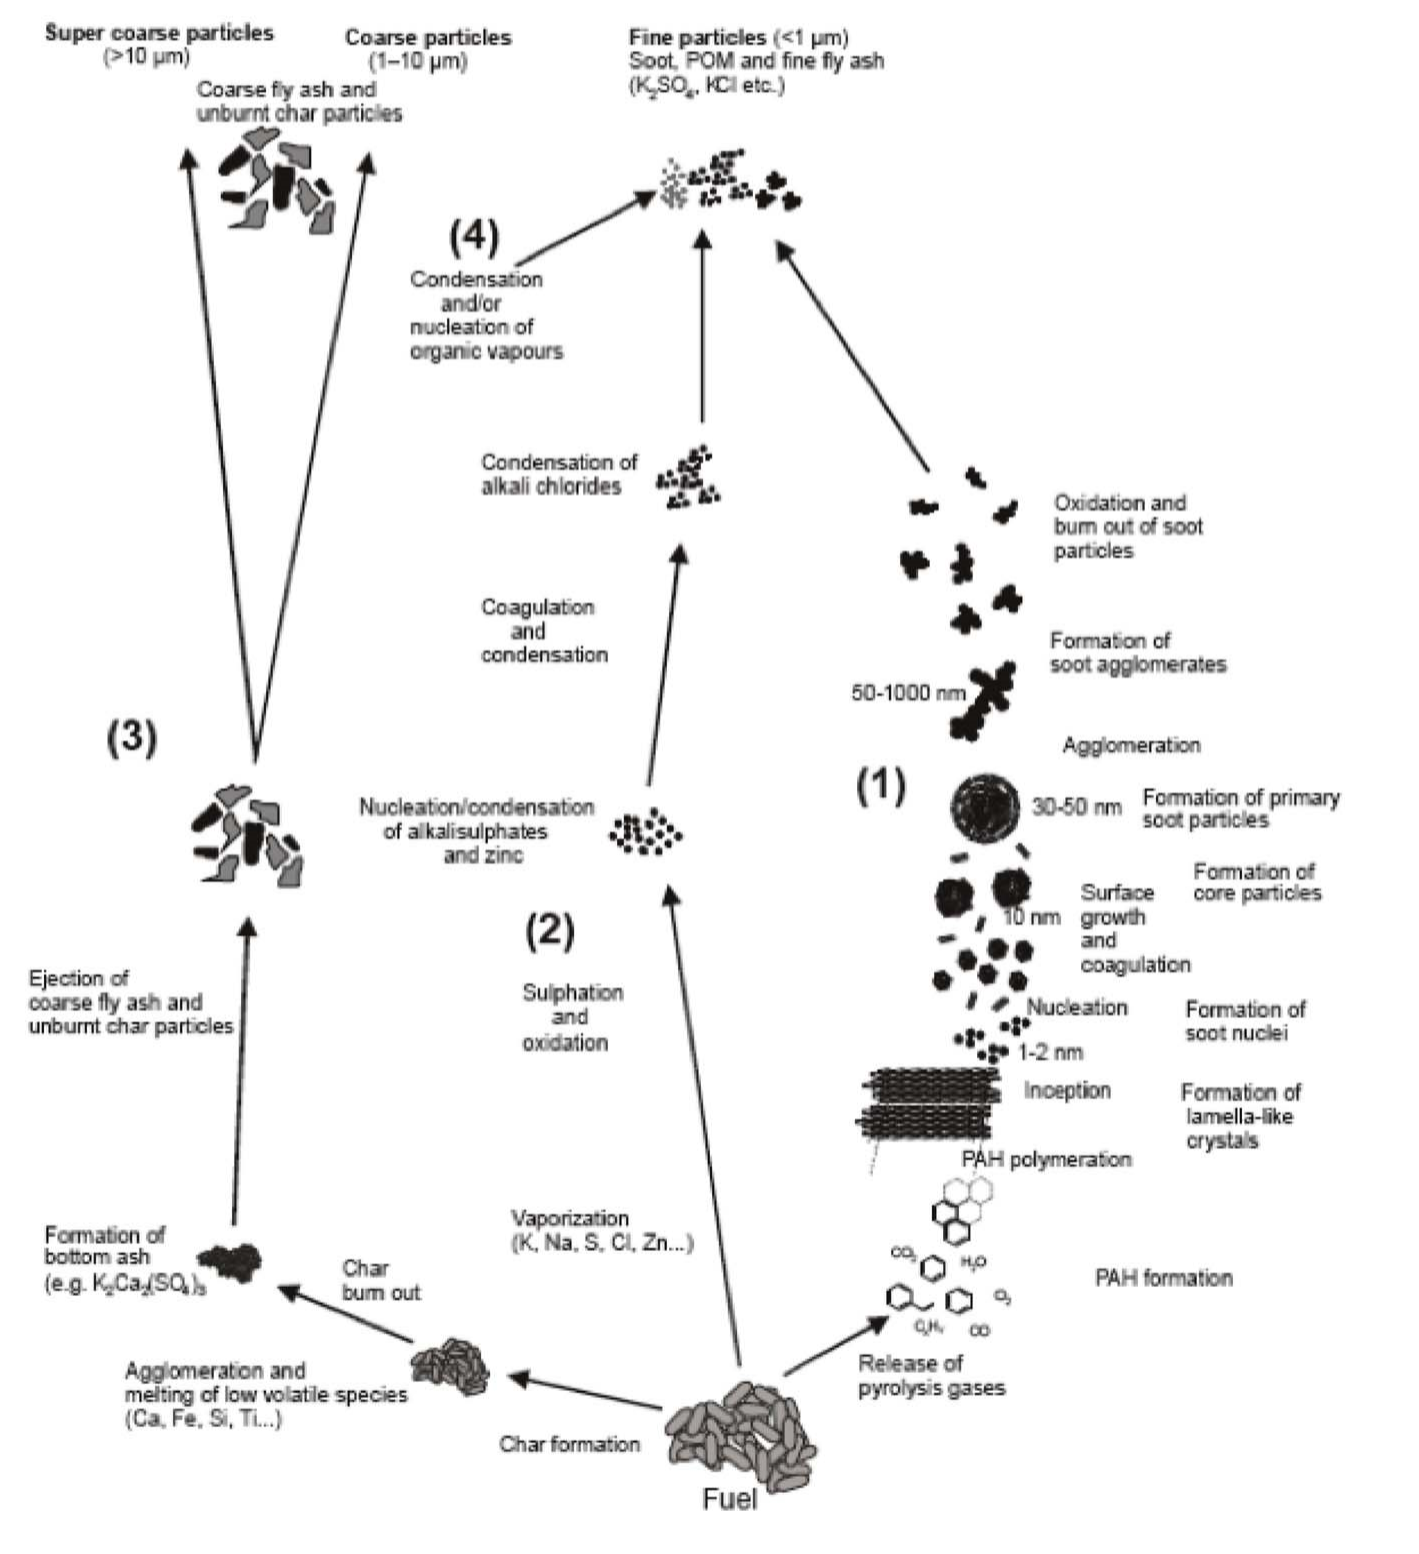 Super coarse particles
(>10 µm)
Coarse particles
(1–10 µm)
Fine particles (<1 µm)
Soot, POM and fine fly ash
(K₂SO₄, KCl etc.)
Coarse fly ash and
unburnt char particles
(4)
Condensation
and/or
nucleation of
organic vapours
Condensation of
alkali chlorides
Oxidation and
burn out of soot
particles
Coagulation
and
condensation
Formation of
soot agglomerates
50-1000 nm
(3)
Agglomeration
(1)
30-50 nm
Formation of primary
soot particles
Nucleation/condensation
of alkalisulphates
and zinc
Formation of
core particles
Surface
growth
and
coagulation
10 nm
(2)
Ejection of
coarse fly ash and
unburnt char particles
Sulphation
and
oxidation
Nucleation
Formation of
soot nuclei
1-2 nm
Inception
Formation of
lamella-like
crystals
PAH polymeration
Vaporization
(K, Na, S, Cl, Zn...)
Formation of
bottom ash
(e.g. K₂Ca₂(SO₄)₃
Char
burn out
CO₂
H₂O
PAH formation
O₂
CₓHᵧ
CO
Release of
pyrolysis gases
Agglomeration and
melting of low volatile species
(Ca, Fe, Si, Ti...)
Char formation
Fuel